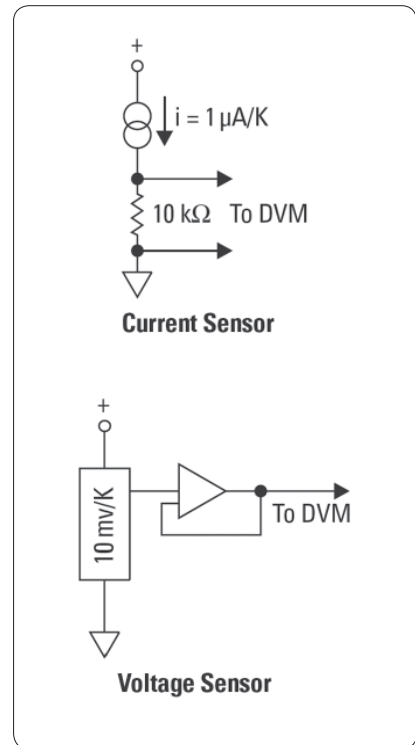 +
i = 1 µA/K
10 kΩ To DVM
Current Sensor
+
10 mv/K
To DVM
Voltage Sensor